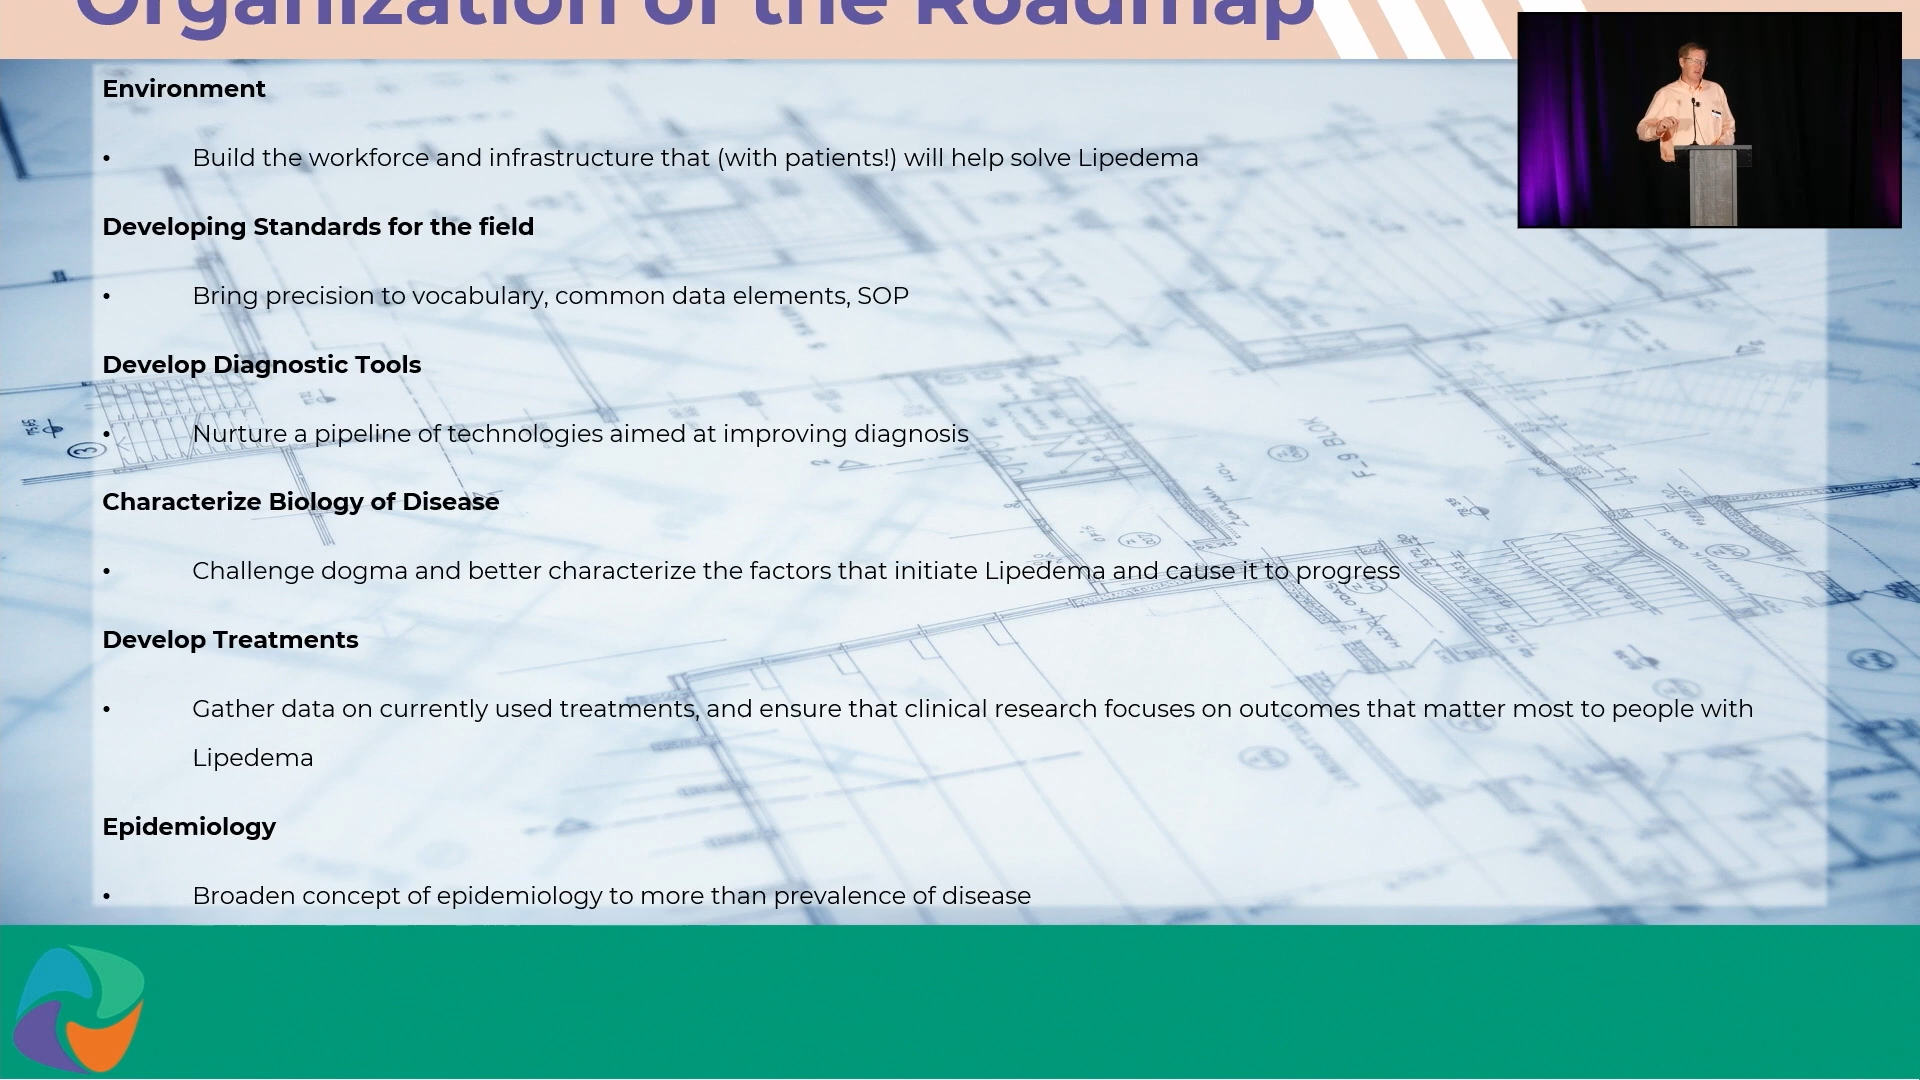 Organization of the Roadmap
Environment
• Build the workforce and infrastructure that (with patients!) will help solve Lipedema
Developing Standards for the field
• Bring precision to vocabulary, common data elements, SOP
Develop Diagnostic Tools
• Nurture a pipeline of technologies aimed at improving diagnosis
Characterize Biology of Disease
• Challenge dogma and better characterize the factors that initiate Lipedema and cause it to progress
Develop Treatments
• Gather data on currently used treatments, and ensure that clinical research focuses on outcomes that matter most to people with
Lipedema
Epidemiology
• Broaden concept of epidemiology to more than prevalence of disease
F-9 BLOK
3